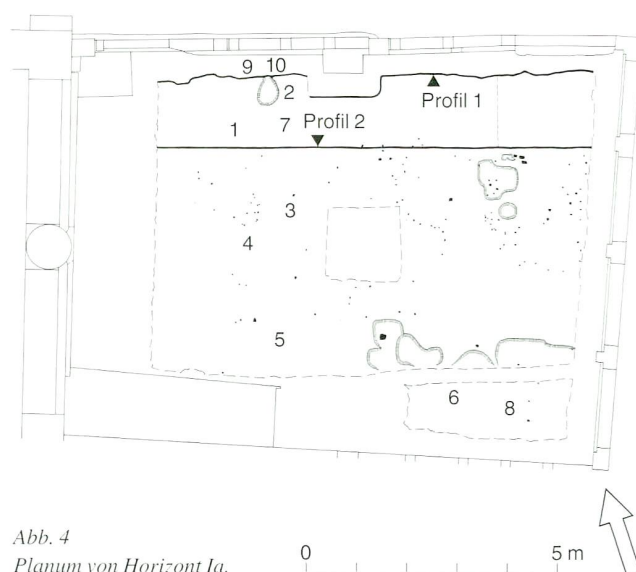 9 10
2
Profil 1
1 7 Profil 2
3
4
5
6
8
Abb. 4
Planum von Horizont Ia.
0 5 m